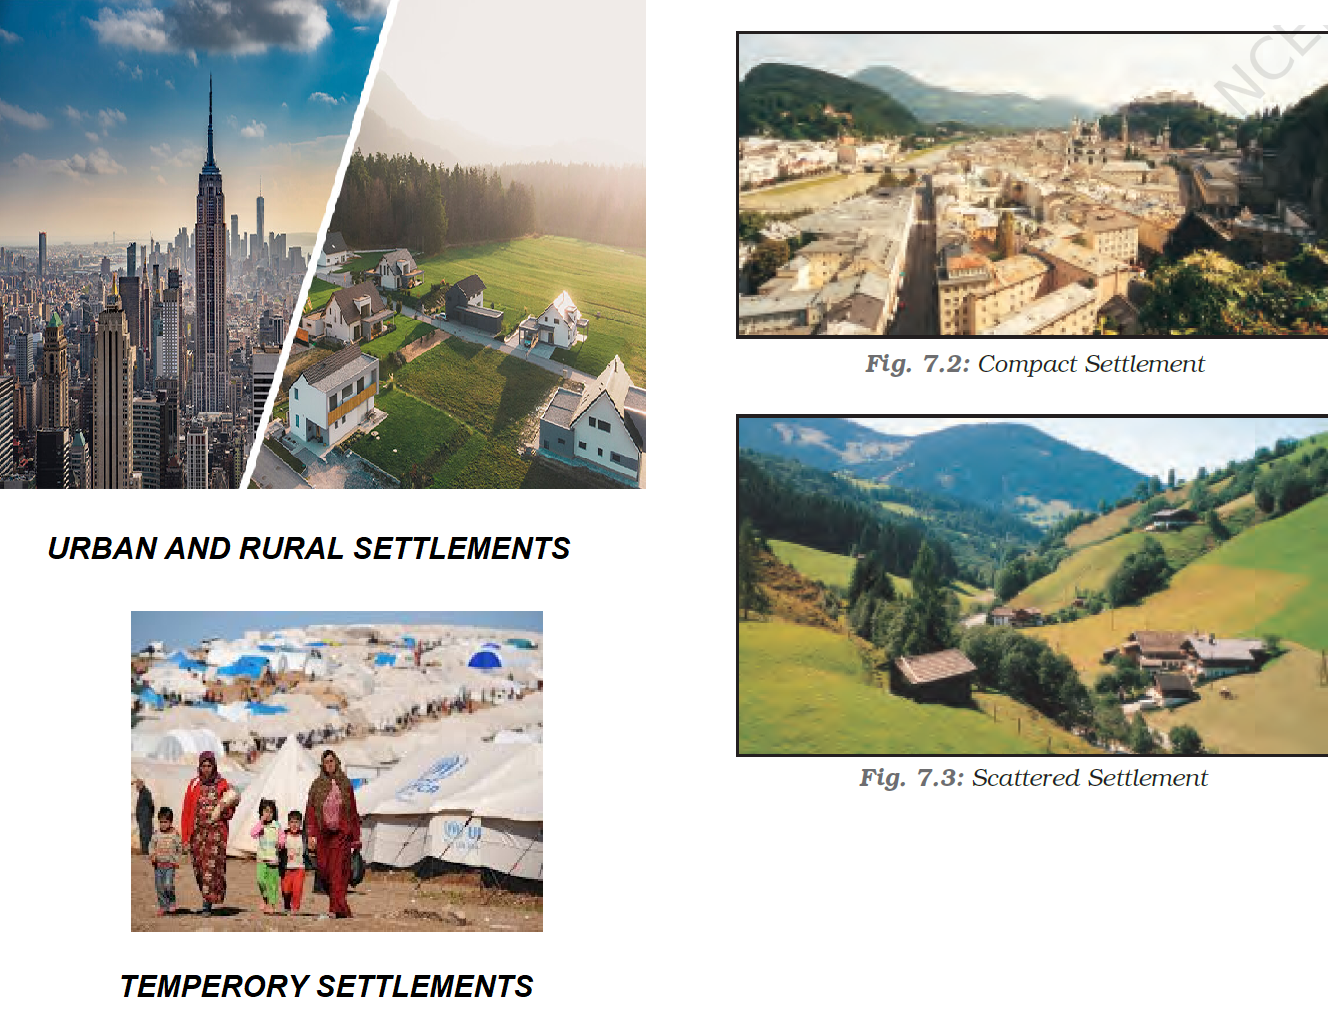 URBAN AND RURAL SETTLEMENTS
TEMPERORY SETTLEMENTS
Fig. 7.2: Compact Settlement
Fig. 7.3: Scattered Settlement